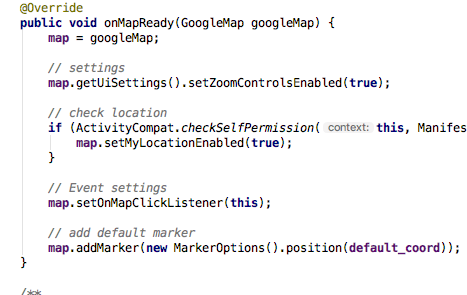 @Override
public void onMapReady(GoogleMap googleMap) {
map = googleMap;
// settings
map.getUiSettings().setZoomControlsEnabled(true);
// check location
if (ActivityCompat.checkSelfPermission( context: this, Manifes
map.setMyLocationEnabled(true);
}
// Event settings
map.setOnMapClickListener(this);
// add default marker
map.addMarker(new MarkerOptions().position(default_coord));
}
/**